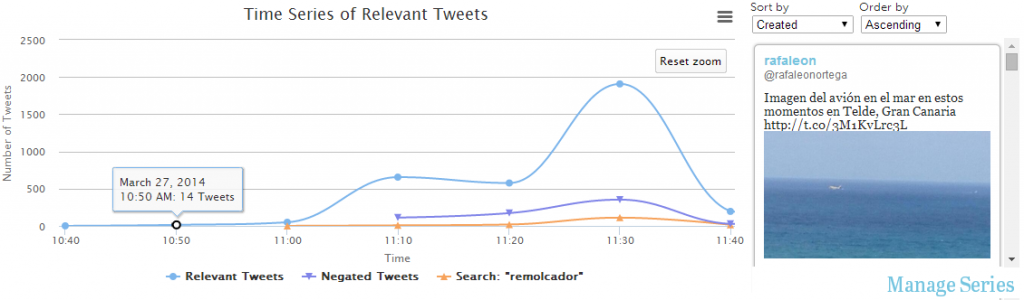 Time Series of Relevant Tweets
Number of Tweets
2500
2000
1500
1000
500
0
Reset zoom
March 27, 2014
10:50 AM: 14 Tweets
10:40 10:50 11:00 11:10 11:20 11:30 11:40
Time
Relevant Tweets Negated Tweets Search: "remolcador"
Sort by Order by
Created Ascending
rafaleon
@rafaleonortega
Imagen del avión en el mar en estos
momentos en Telde, Gran Canaria
http://t.co/3M1KvLrc3L
Manage Series